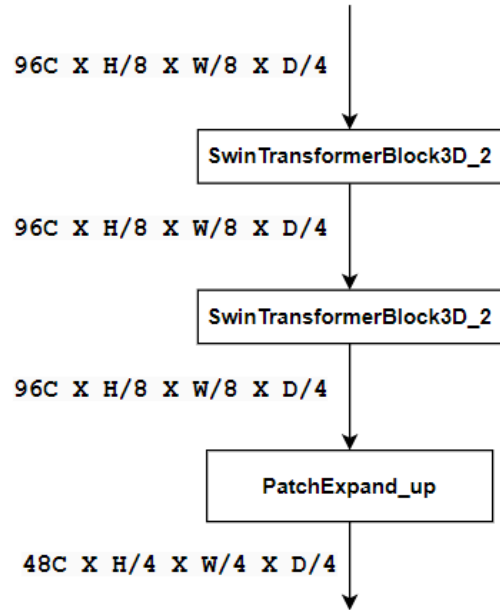 96C X H/8 X W/8 X D/4
SwinTransformerBlock3D_2
96C X H/8 X W/8 X D/4
SwinTransformerBlock3D_2
96C X H/8 X W/8 X D/4
PatchExpand_up
48C X H/4 X W/4 X D/4